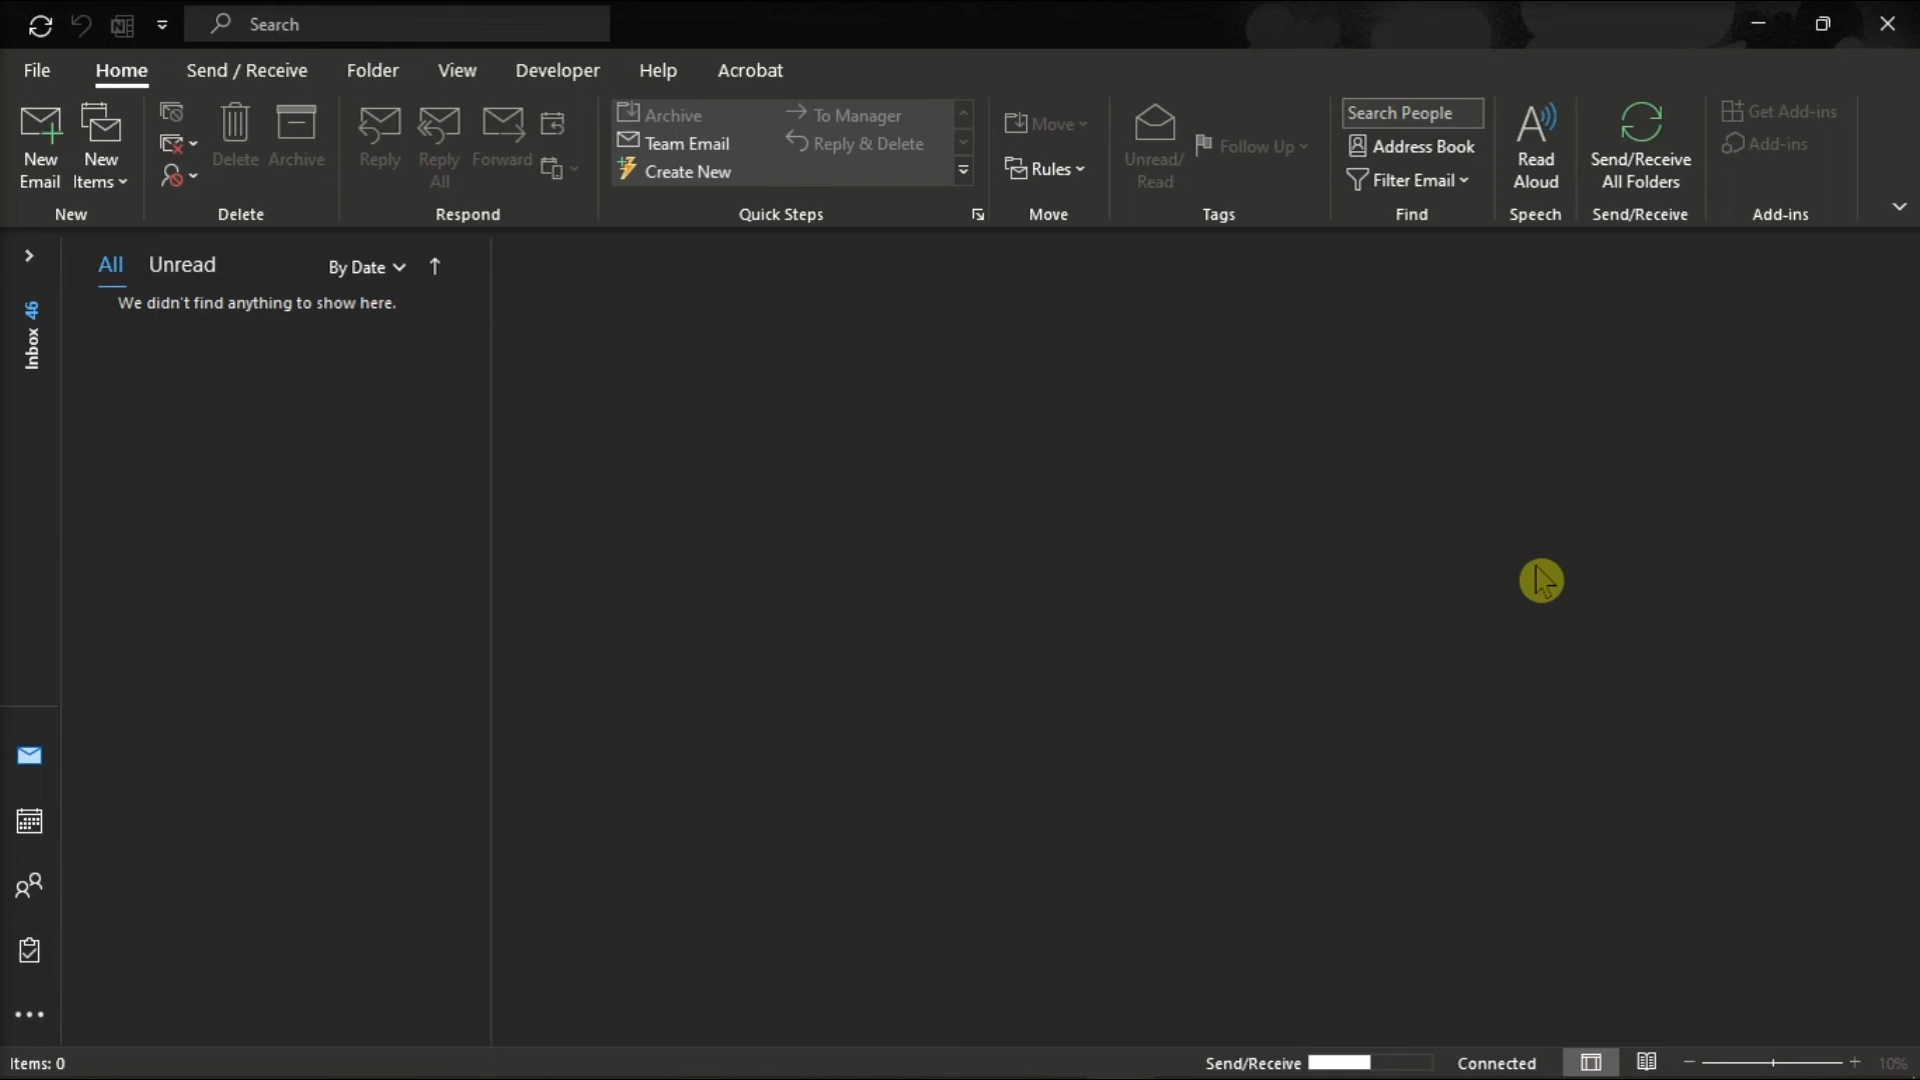 Search
File Home Send / Receive Folder View Developer Help Acrobat
New Email
New Items
Delete
Archive
Reply
Reply All
Forward
Archive
Team Email
Create New
To Manager
Reply & Delete
Move
Rules
Unread/ Read
Follow Up
Search People
Address Book
Filter Email
Read Aloud
Send/Receive All Folders
Get Add-ins
Add-ins
New Delete Respond Quick Steps Move Tags Find Speech Send/Receive Add-ins
All Unread By Date
We didn't find anything to show here.
Inbox 46
Items: 0 Send/Receive Connected 10%